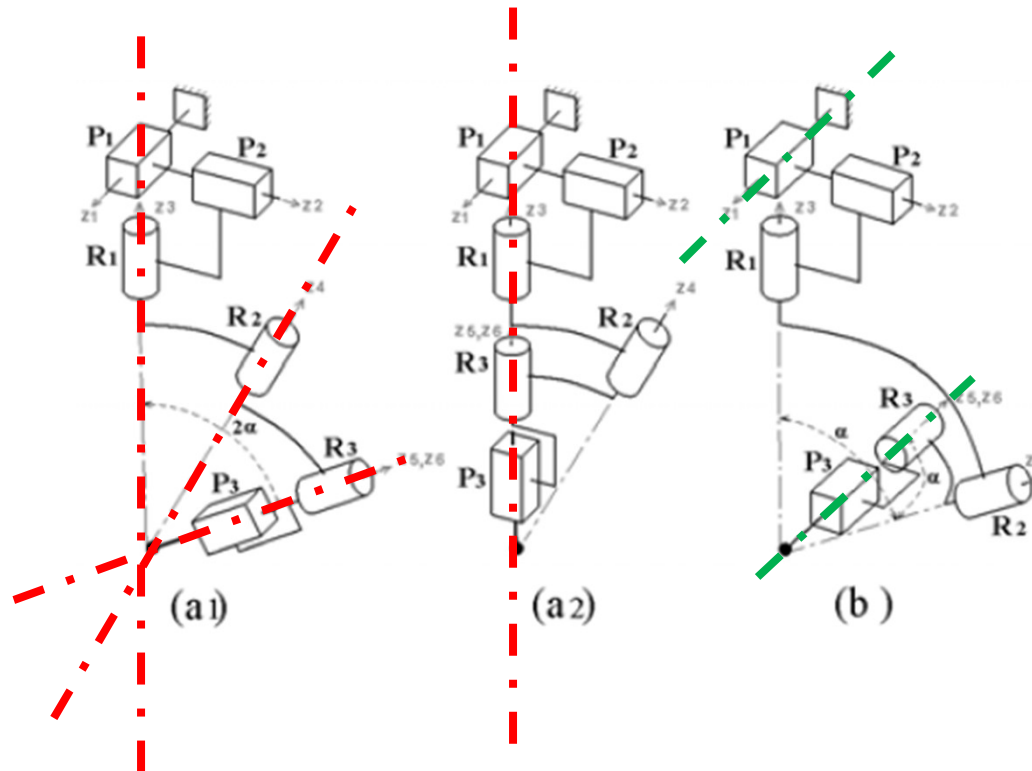 P1
P2
z1
z3
z2
R1
z4
R2
2α
R3
z5,z6
P3
(a1)
P1
P2
z1
z3
z2
R1
z4
z5,z6
R2
R3
P3
(a2)
P1
P2
z1
z3
z2
R1
R3
z5,z6
α
P3
α
z
R2
(b )